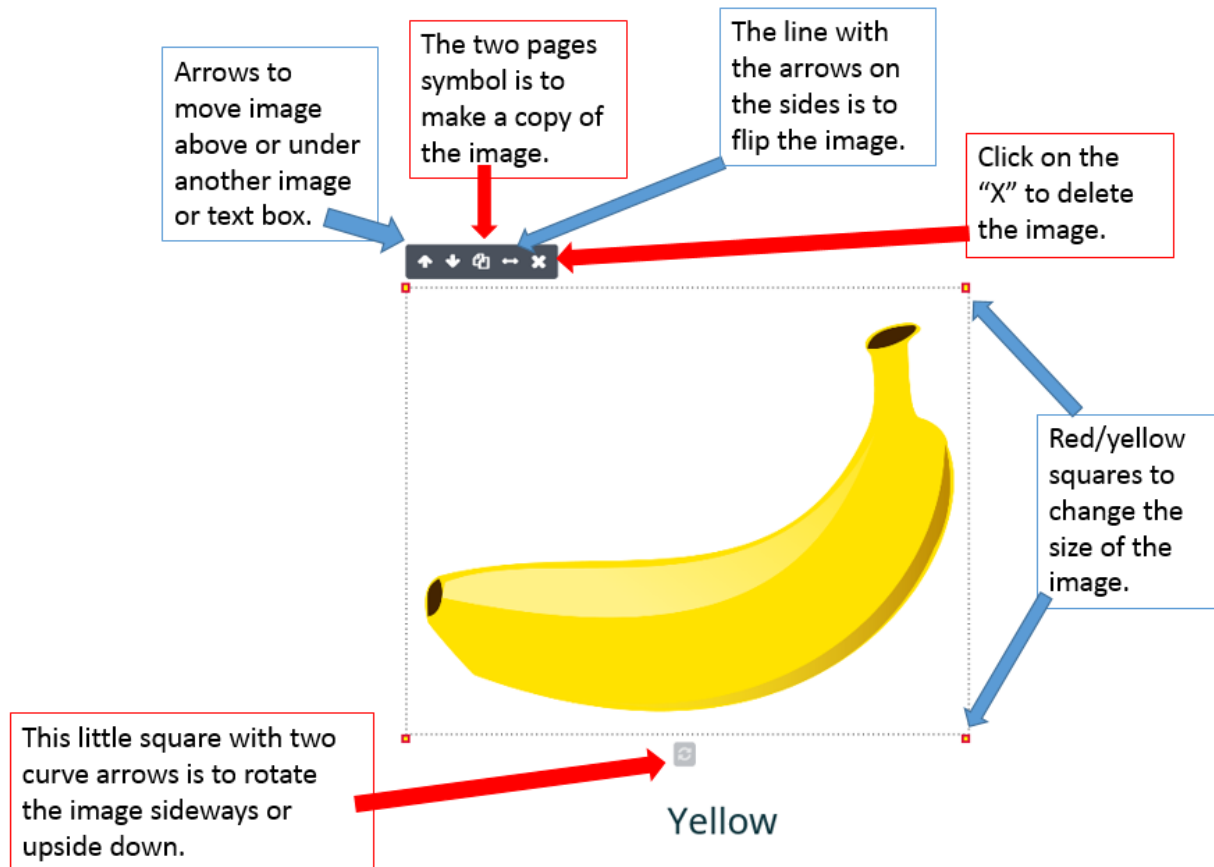 Arrows to
move image
above or under
another image
or text box.
The two pages
symbol is to
make a copy of
the image.
The line with
the arrows on
the sides is to
flip the image.
Click on the
“X” to delete
the image.
Red/yellow
squares to
change the
size of the
image.
This little square with two
curve arrows is to rotate
the image sideways or
upside down.
Yellow